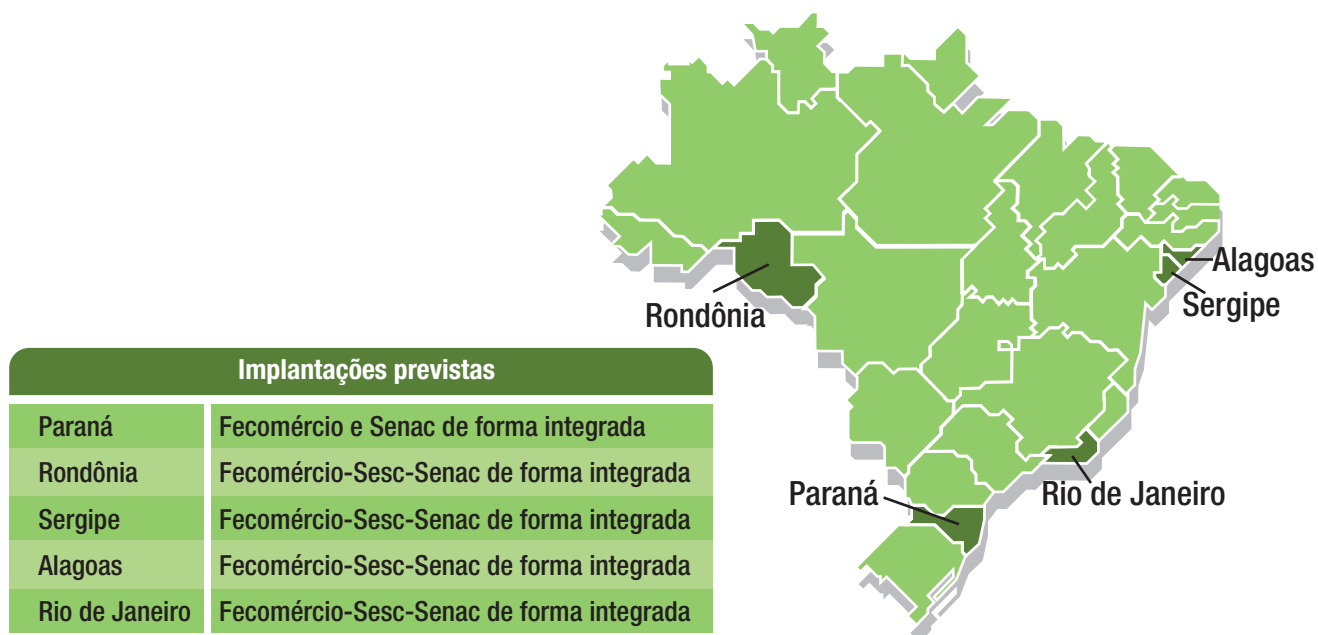 Alagoas
Sergipe
Rondônia
Implantações previstas
Paraná Fecomércio e Senac de forma integrada
Rondônia Fecomércio-Sesc-Senac de forma integrada
Sergipe Fecomércio-Sesc-Senac de forma integrada
Alagoas Fecomércio-Sesc-Senac de forma integrada
Rio de Janeiro Fecomércio-Sesc-Senac de forma integrada
Paraná
Rio de Janeiro